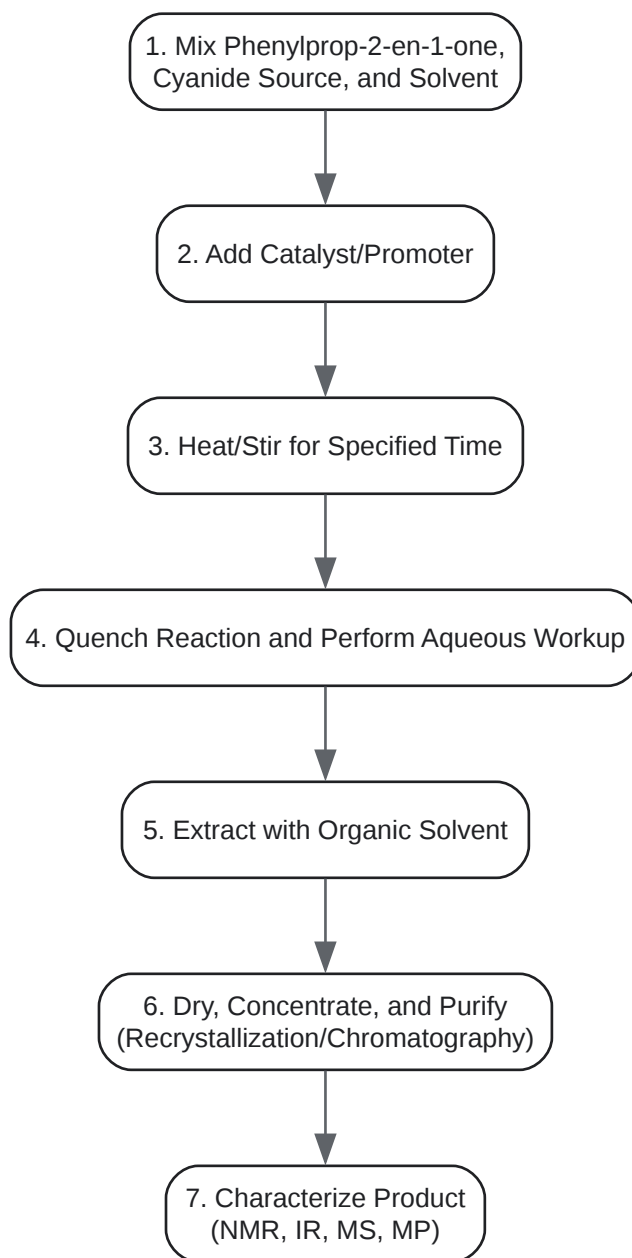 1. Mix Phenylprop-2-en-1-one,
Cyanide Source, and Solvent
2. Add Catalyst/Promoter
3. Heat/Stir for Specified Time
4. Quench Reaction and Perform Aqueous Workup
5. Extract with Organic Solvent
6. Dry, Concentrate, and Purify
(Recrystallization/Chromatography)
7. Characterize Product
(NMR, IR, MS, MP)